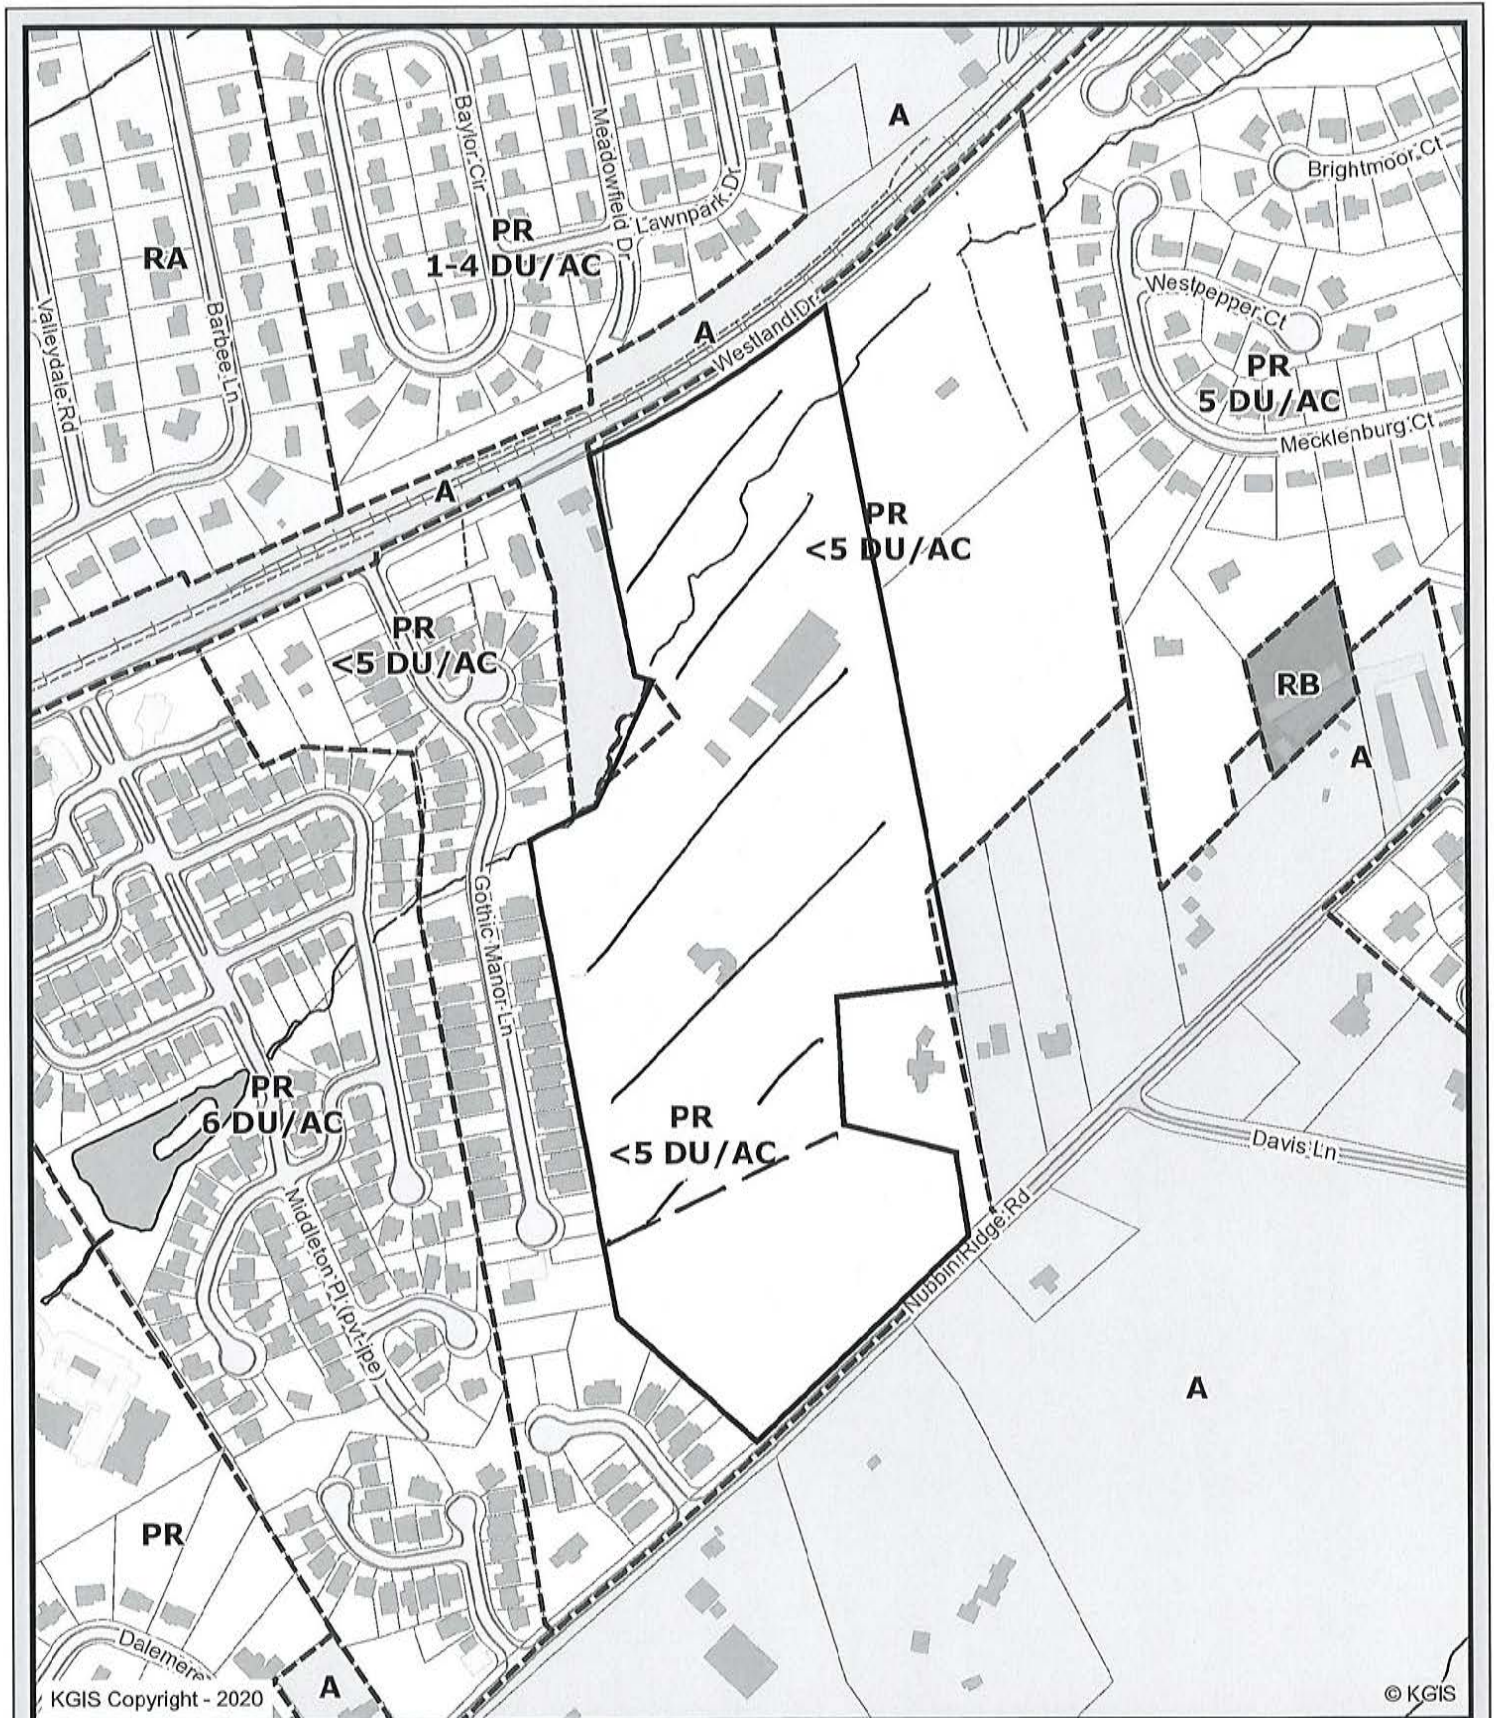 A
Brightmoor Ct
Baylor Cir
Meadowfield Dr
Lawnpark Dr
PR
1-4 DU/AC
RA
Valleydale Rd
Barbee Ln
Westpepper Ct
A
Westland Dr
PR
5 DU/AC
Mecklenburg Ct
A
PR
<5 DU/AC
PR
<5 DU/AC
RB
A
Gothic Manor Ln
PR
6 DU/AC
PR
<5 DU/AC
Davis Ln
Middleton Pl (pvt-jpe)
Nubbin Ridge Rd
A
PR
Dalemere
A
KGIS Copyright - 2020
© KGIS